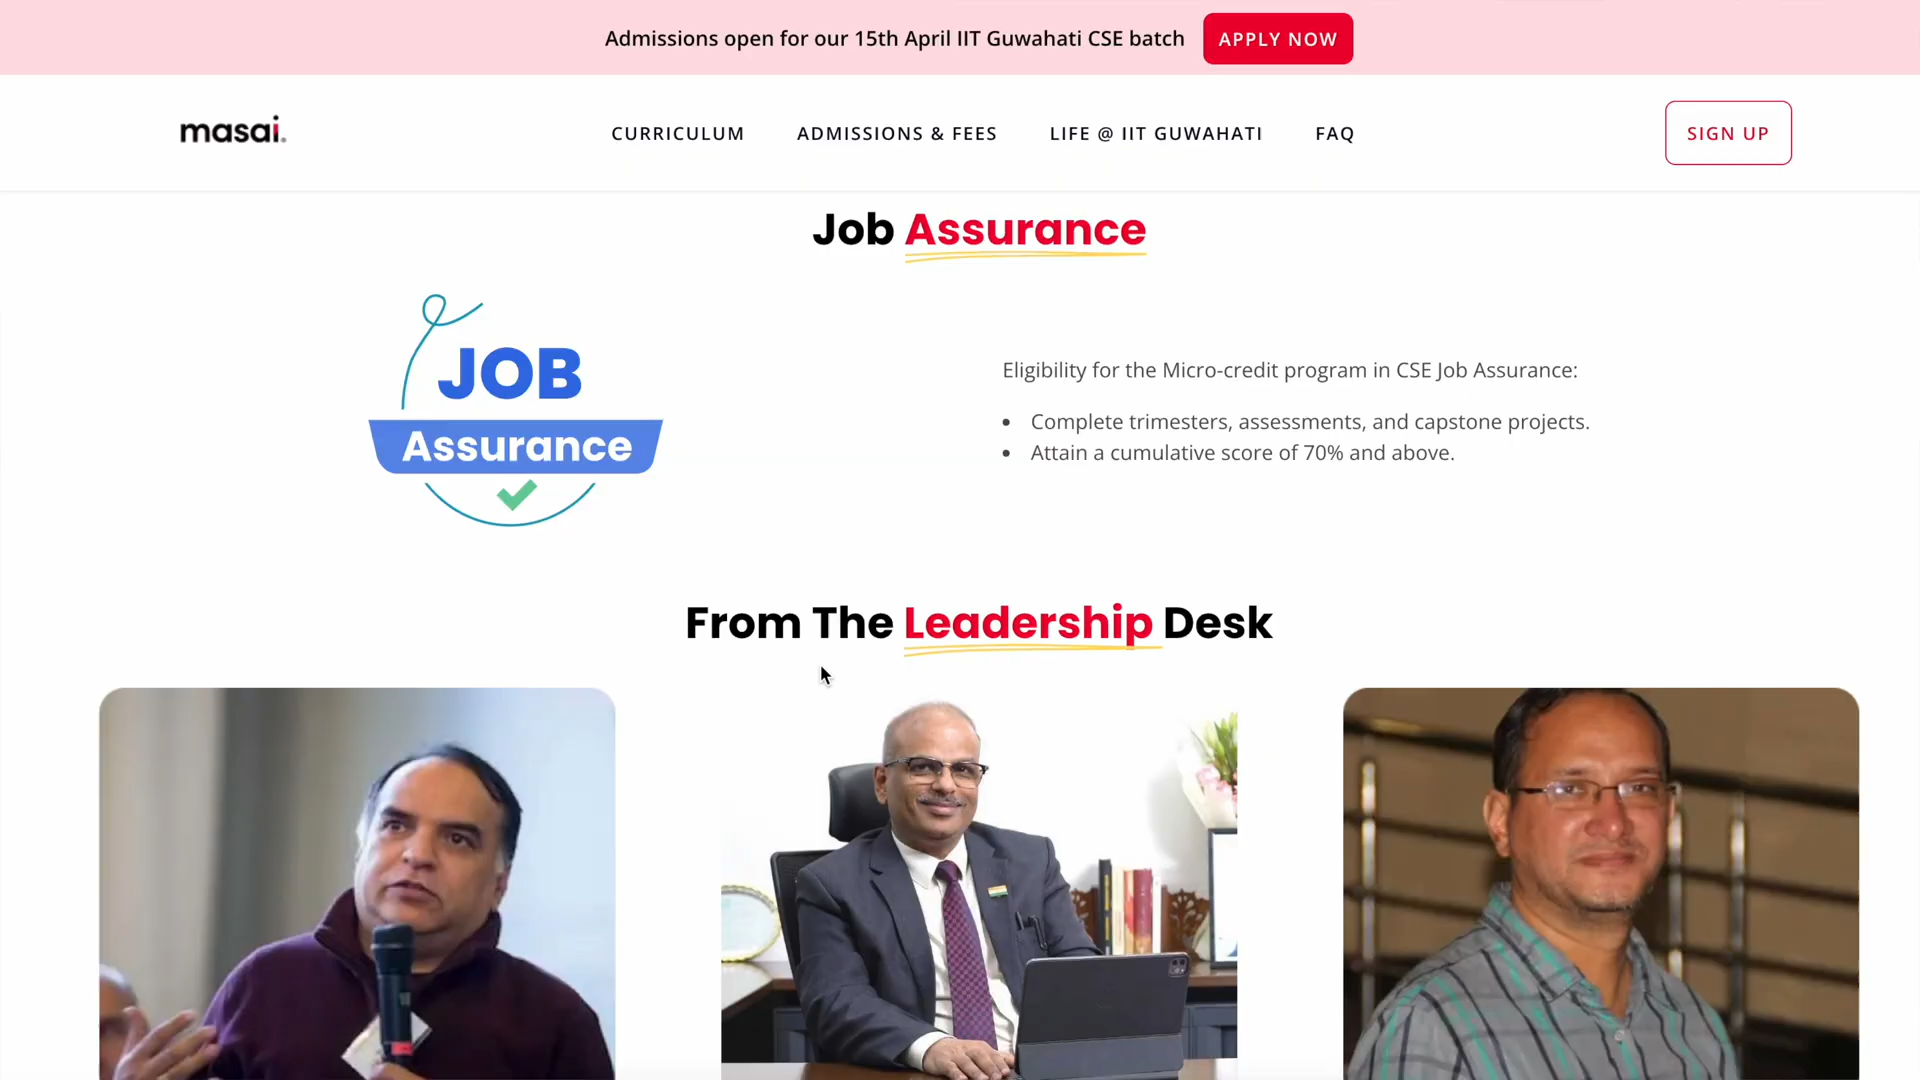 Admissions open for our 15th April IIT Guwahati CSE batch APPLY NOW
masai. CURRICULUM ADMISSIONS & FEES LIFE @ IIT GUWAHATI FAQ SIGN UP
Job Assurance
JOB
Assurance
Eligibility for the Micro-credit program in CSE Job Assurance:
• Complete trimesters, assessments, and capstone projects.
• Attain a cumulative score of 70% and above.
From The Leadership Desk